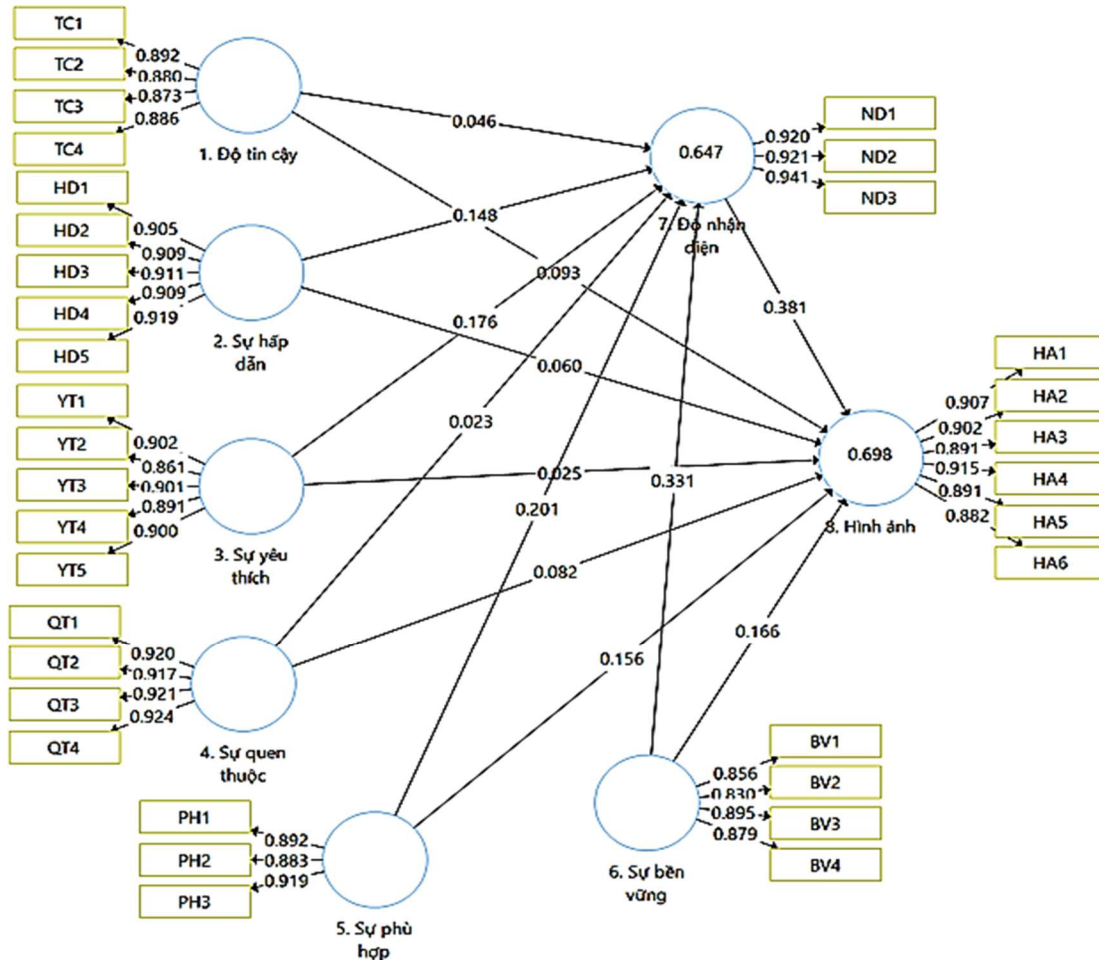 TC1
TC2
TC3
TC4
0.892
0.880
0.873
0.886
1. Độ tin cậy
HD1
HD2
HD3
HD4
HD5
0.905
0.909
0.911
0.909
0.919
2. Sự hấp
dẫn
YT1
YT2
YT3
YT4
YT5
0.902
0.861
0.901
0.891
0.900
3. Sự yêu
thích
QT1
QT2
QT3
QT4
0.920
0.917
0.921
0.924
4. Sự quen
thuộc
PH1
PH2
PH3
0.892
0.883
0.919
5. Sự phù
hợp
0.046
0.148
0.093
0.176
0.060
0.023
0.025
0.201
0.331
0.082
0.156
0.166
0.381
0.647
7. Độ nhận
diện
0.920
0.921
0.941
ND1
ND2
ND3
0.698
8. Hình ảnh
0.907
0.902
0.891
0.915
0.891
0.882
HA1
HA2
HA3
HA4
HA5
HA6
6. Sự bền
vững
0.856
0.830
0.895
0.879
BV1
BV2
BV3
BV4